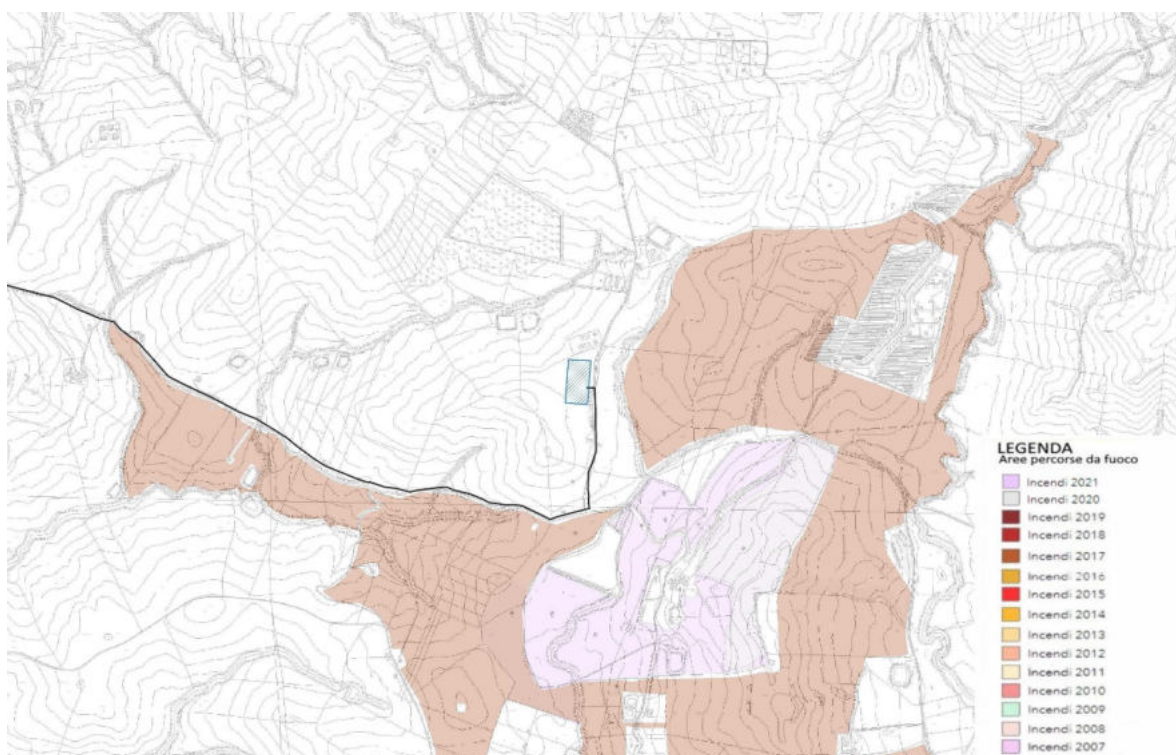 LEGENDA
Aree percorse da fuoco
Incendi 2021
Incendi 2020
Incendi 2019
Incendi 2018
Incendi 2017
Incendi 2016
Incendi 2015
Incendi 2014
Incendi 2013
Incendi 2012
Incendi 2011
Incendi 2010
Incendi 2009
Incendi 2008
Incendi 2007